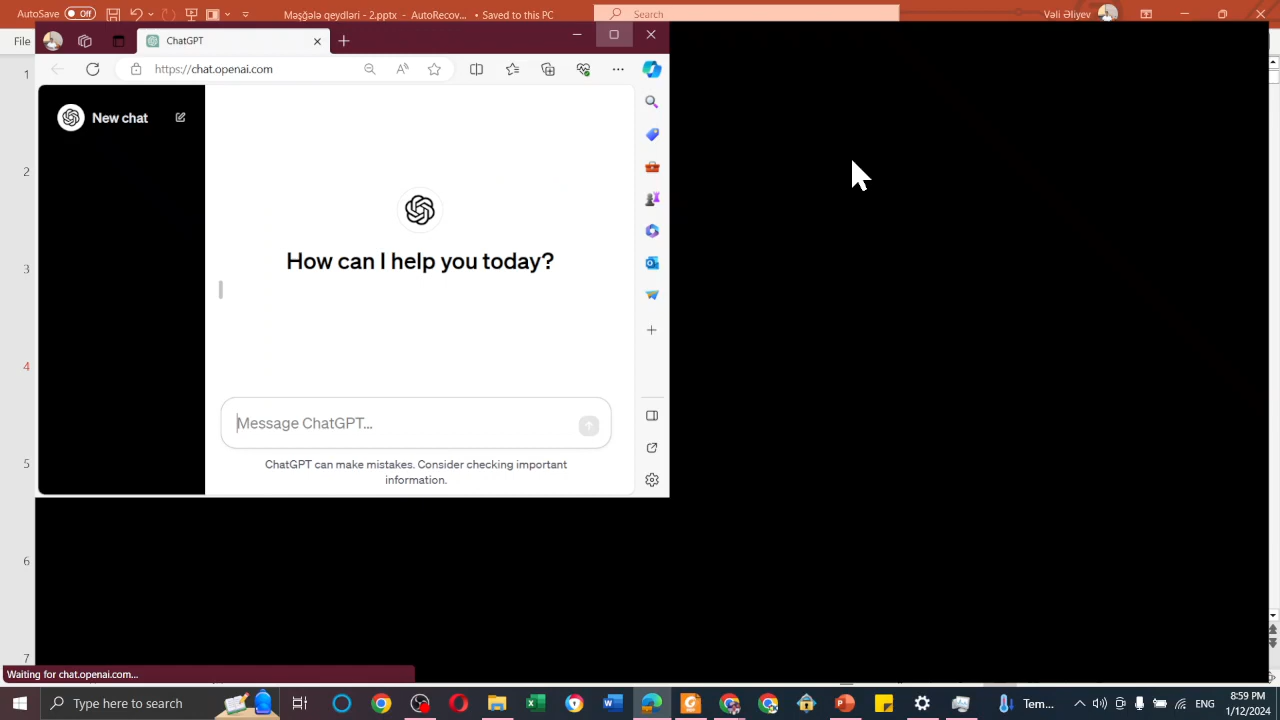 AutoSave Off
Məşğələ qeydləri - 2.pptx - AutoRecov... • Saved to this PC
Search
Vəli Əliyev
File
ChatGPT
https://chat.openai.com
1
2
3
4
5
6
7
New chat
How can I help you today?
Message ChatGPT...
ChatGPT can make mistakes. Consider checking important
information.
Waiting for chat.openai.com...
Type here to search
Tem...
ENG
8:59 PM
1/12/2024